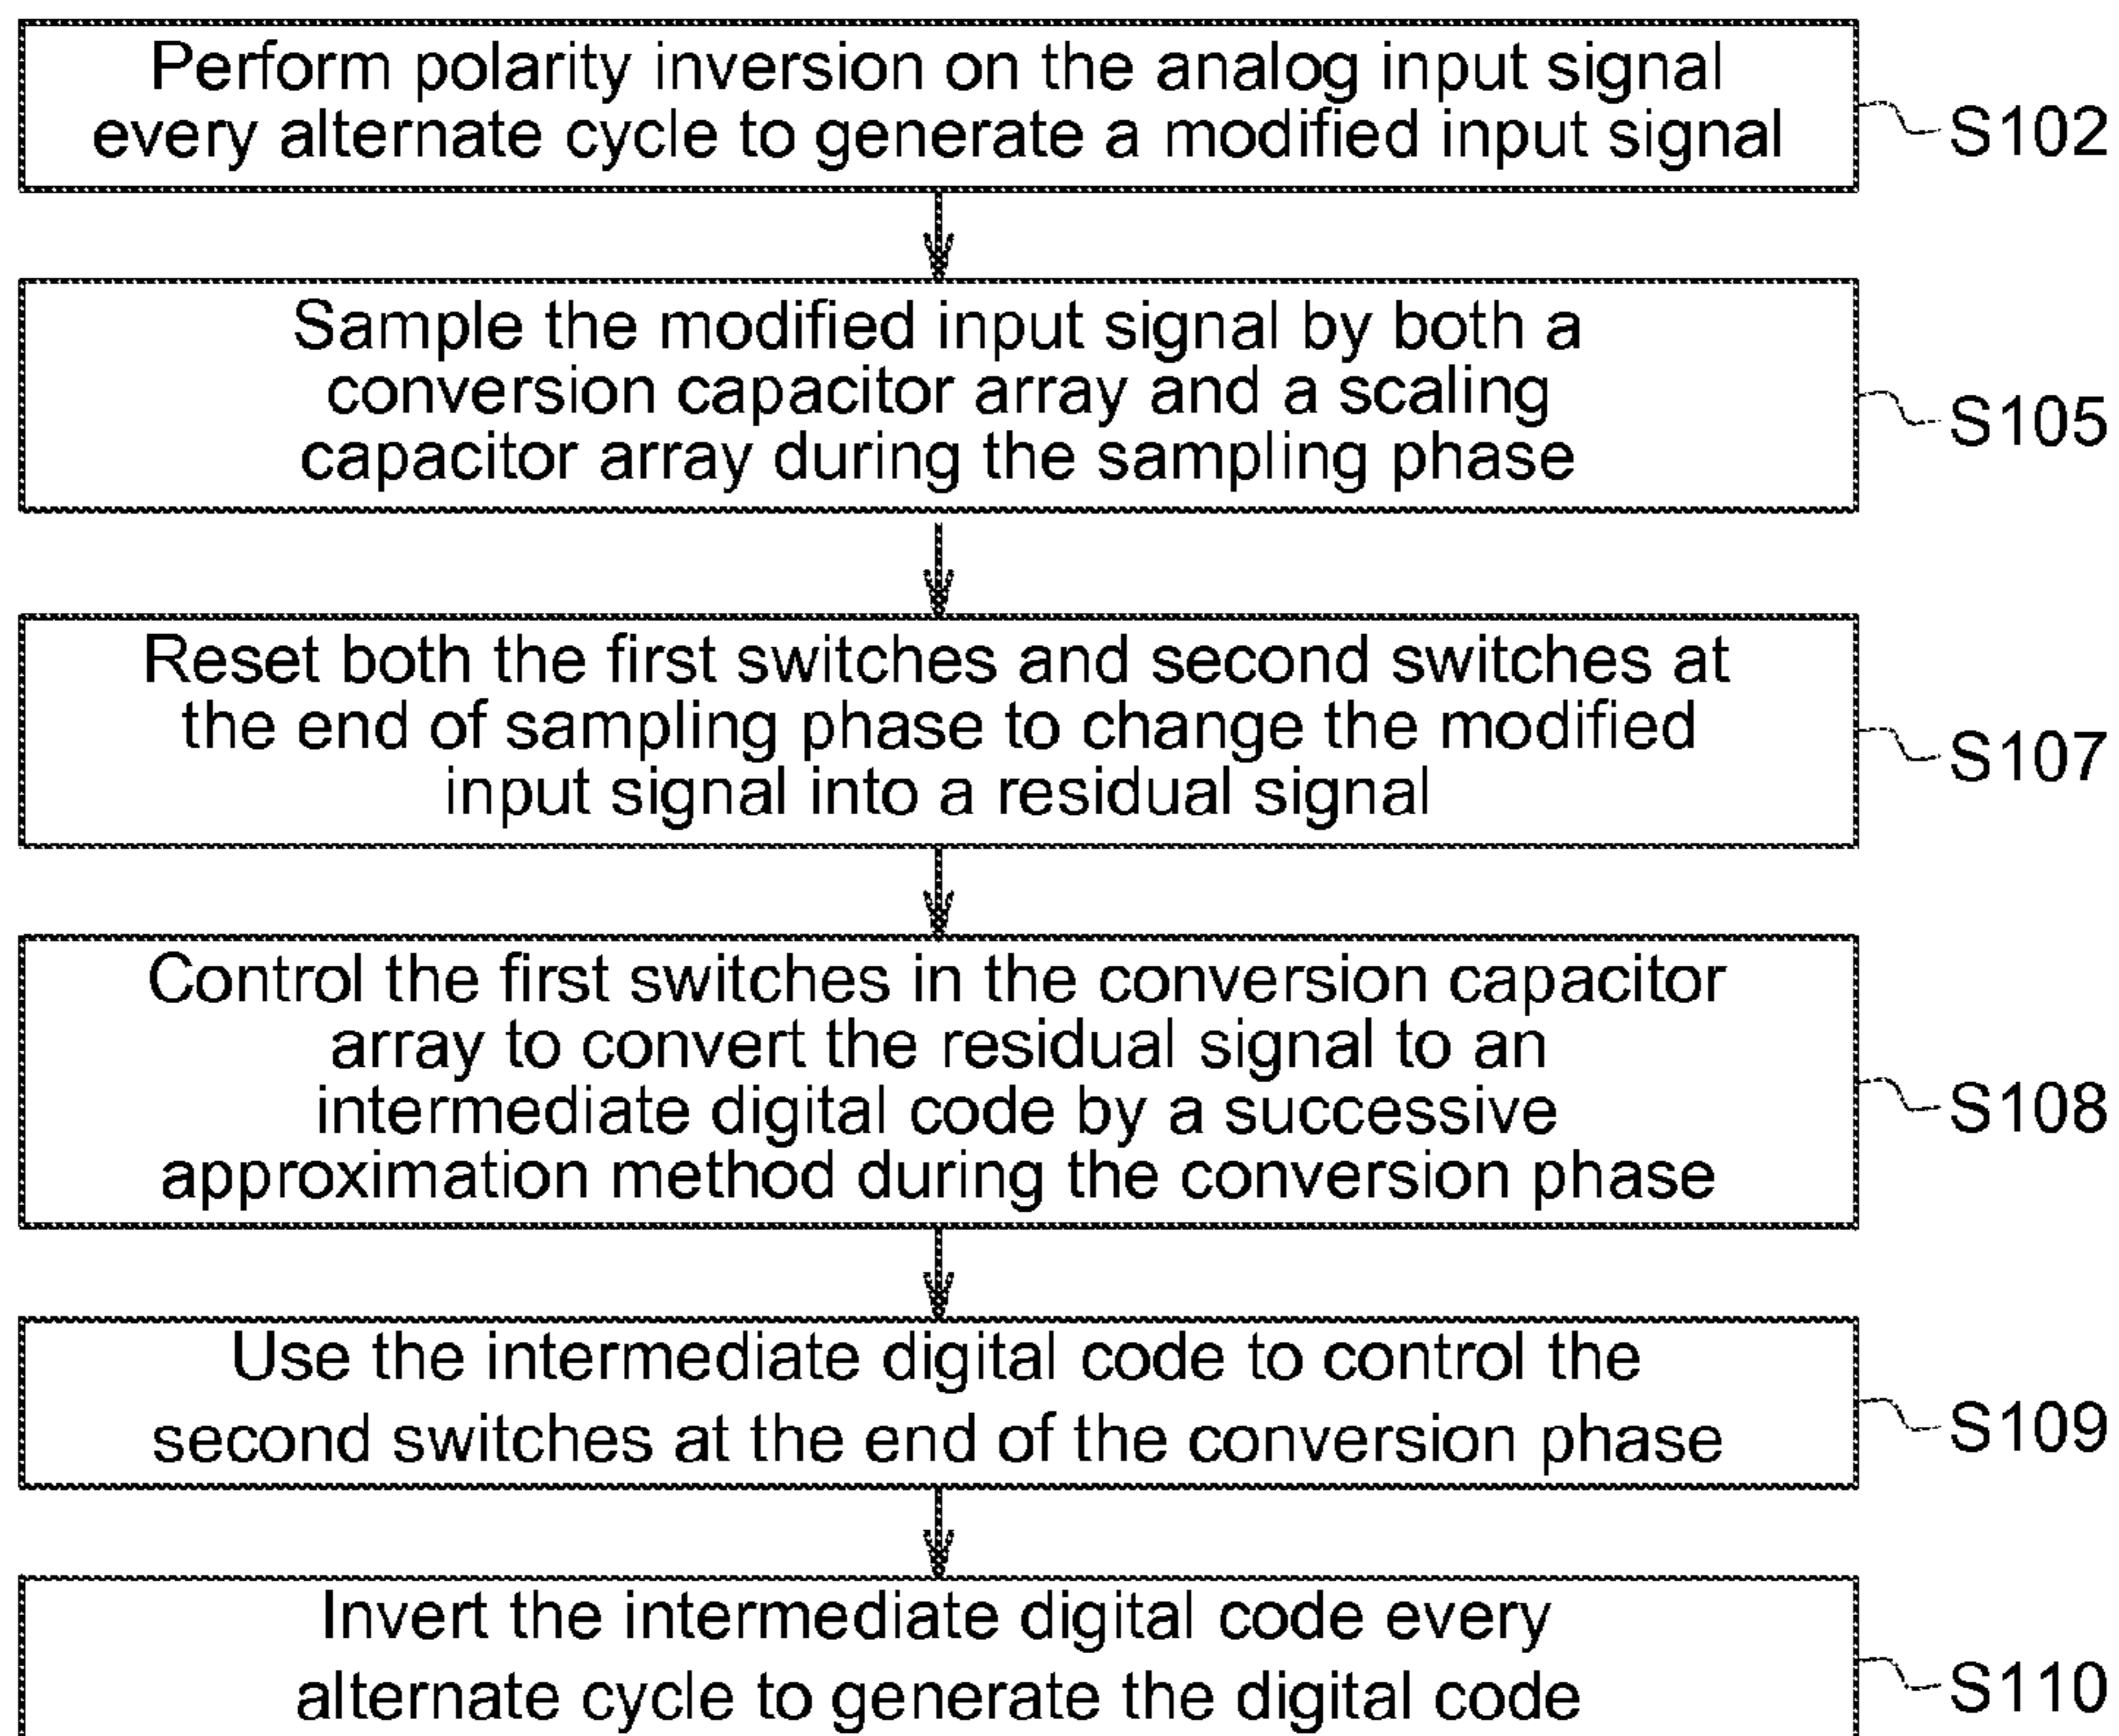 Perform polarity inversion on the analog input signal
every alternate cycle to generate a modified input signal
S102
Sample the modified input signal by both a
conversion capacitor array and a scaling
capacitor array during the sampling phase
S105
Reset both the first switches and second switches at
the end of sampling phase to change the modified
input signal into a residual signal
S107
Control the first switches in the conversion capacitor
array to convert the residual signal to an
intermediate digital code by a successive
approximation method during the conversion phase
S108
Use the intermediate digital code to control the
second switches at the end of the conversion phase
S109
Invert the intermediate digital code every
alternate cycle to generate the digital code
S110